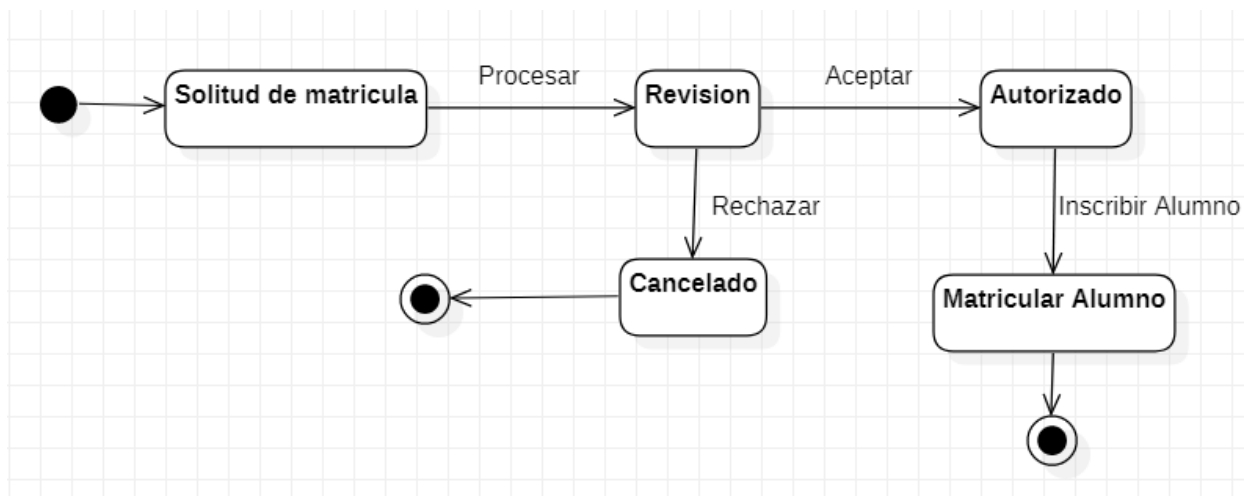 Procesar
Aceptar
Solitud de matricula
Revision
Autorizado
Rechazar
Inscribir Alumno
Cancelado
Matricular Alumno